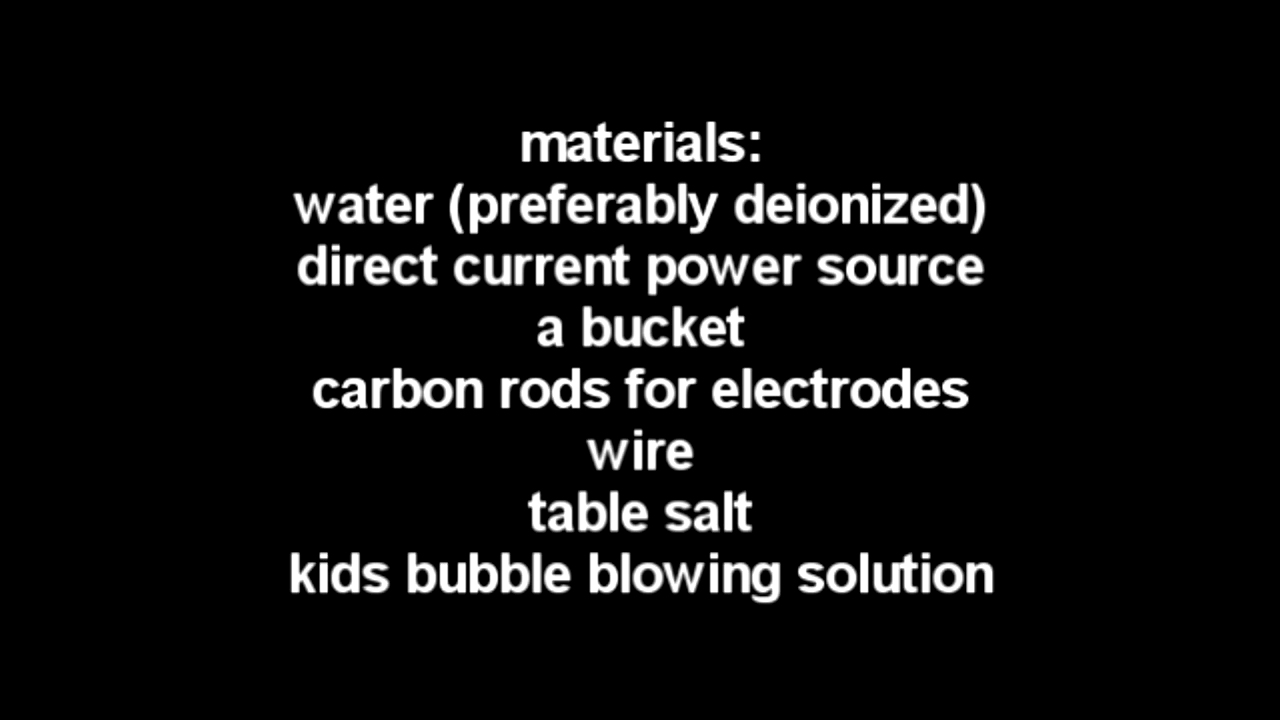 materials:
water (preferably deionized)
direct current power source
a bucket
carbon rods for electrodes
wire
table salt
kids bubble blowing solution